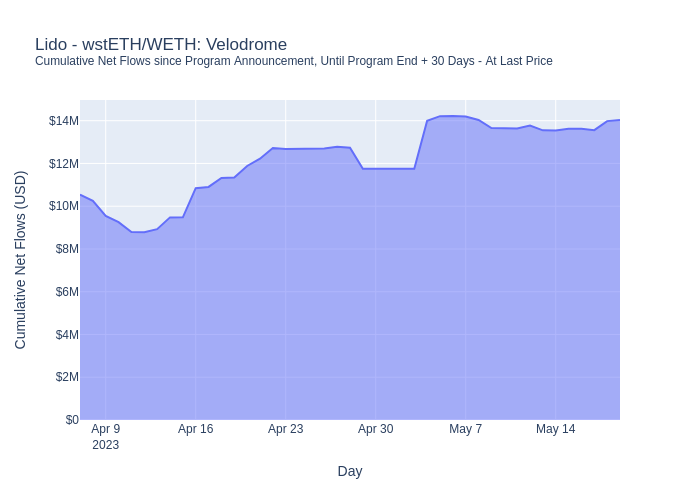 Lido - wstETH/WETH: Velodrome
Cumulative Net Flows since Program Announcement, Until Program End + 30 Days - At Last Price
Cumulative Net Flows (USD)
$14M
$12M
$10M
$8M
$6M
$4M
$2M
$0
Apr 9
2023
Apr 16
Apr 23
Apr 30
May 7
May 14
Day